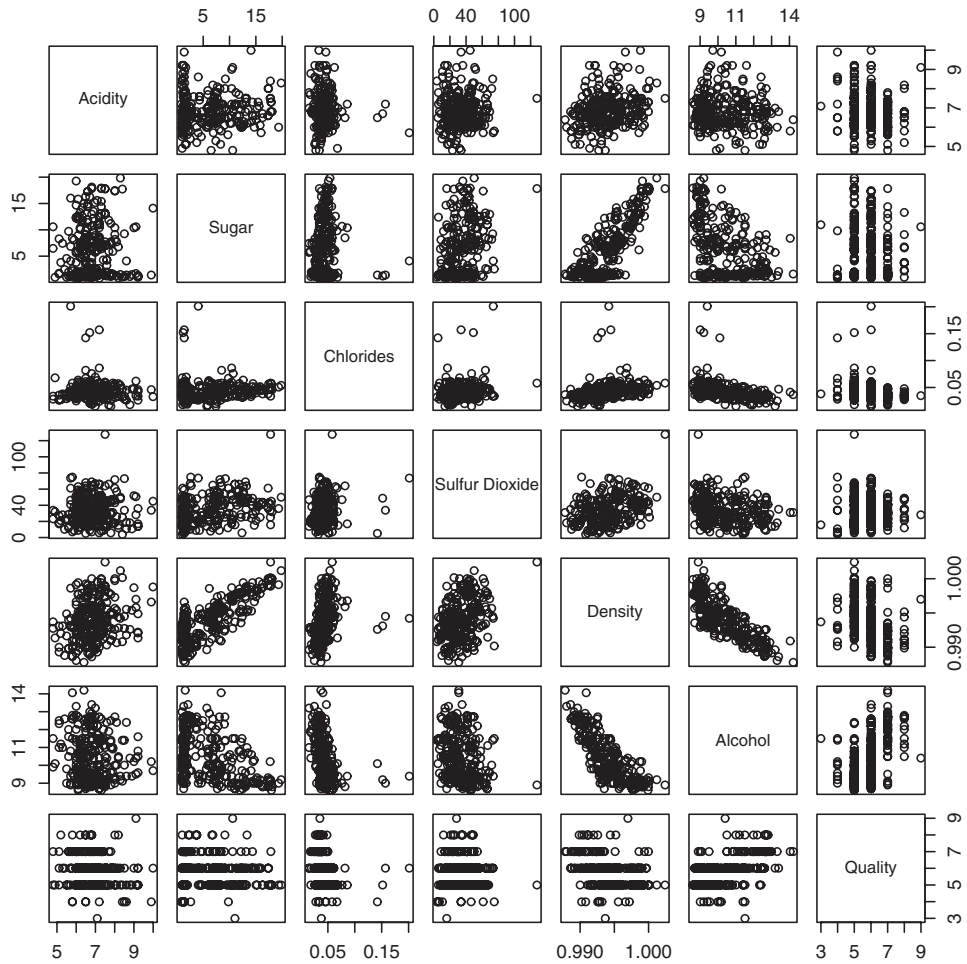 5 15 0 40 100 9 11 14
Acidity
5 7 9
Sugar
5 15
Chlorides
0.05 0.15
Sulfur Dioxide
0 40 100
Density
0.990 1.000
Alcohol
9 11 14
Quality
3 5 7 9
5 7 9 0.05 0.15 0.990 1.000 3 5 7 9